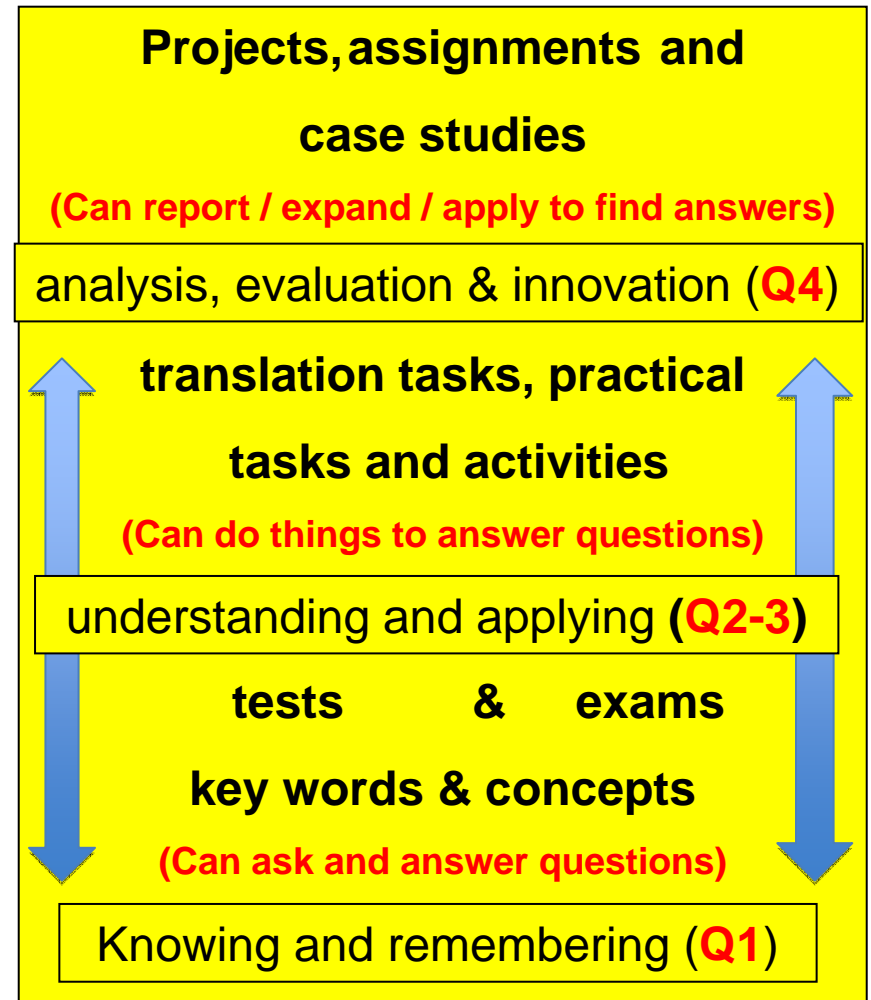 Projects, assignments and
case studies
(Can report / expand / apply to find answers)
analysis, evaluation & innovation (Q4)
translation tasks, practical
tasks and activities
(Can do things to answer questions)
understanding and applying (Q2-3)
tests & exams
key words & concepts
(Can ask and answer questions)
Knowing and remembering (Q1)